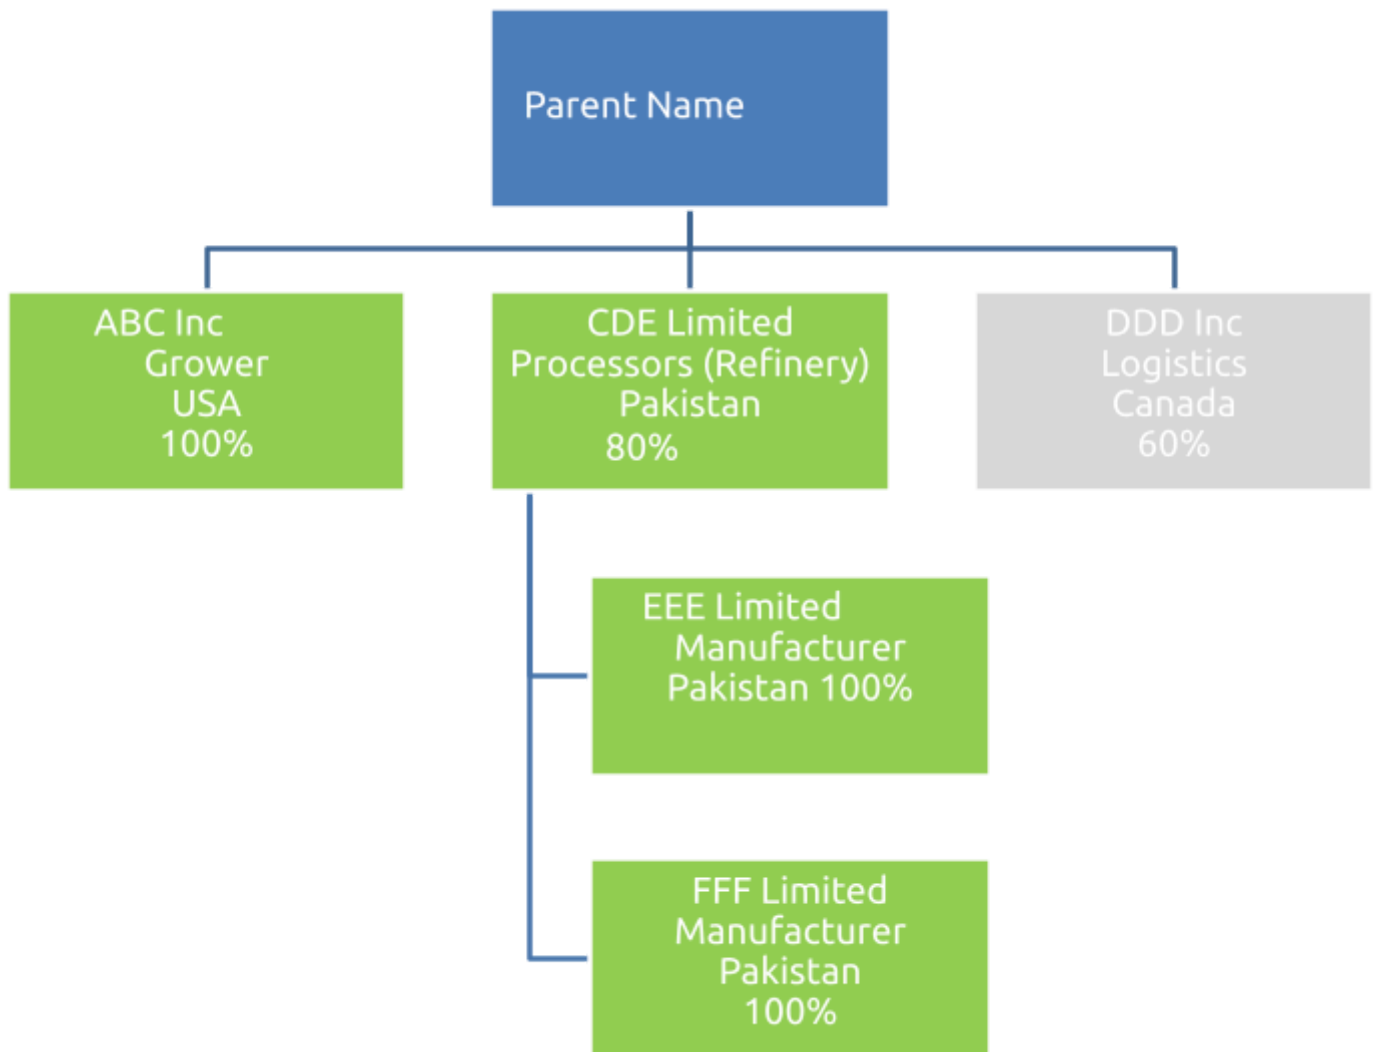 Parent Name
ABC Inc
Grower
USA
100%
CDE Limited
Processors (Refinery)
Pakistan
80%
DDD Inc
Logistics
Canada
60%
EEE Limited
Manufacturer
Pakistan 100%
FFF Limited
Manufacturer
Pakistan
100%